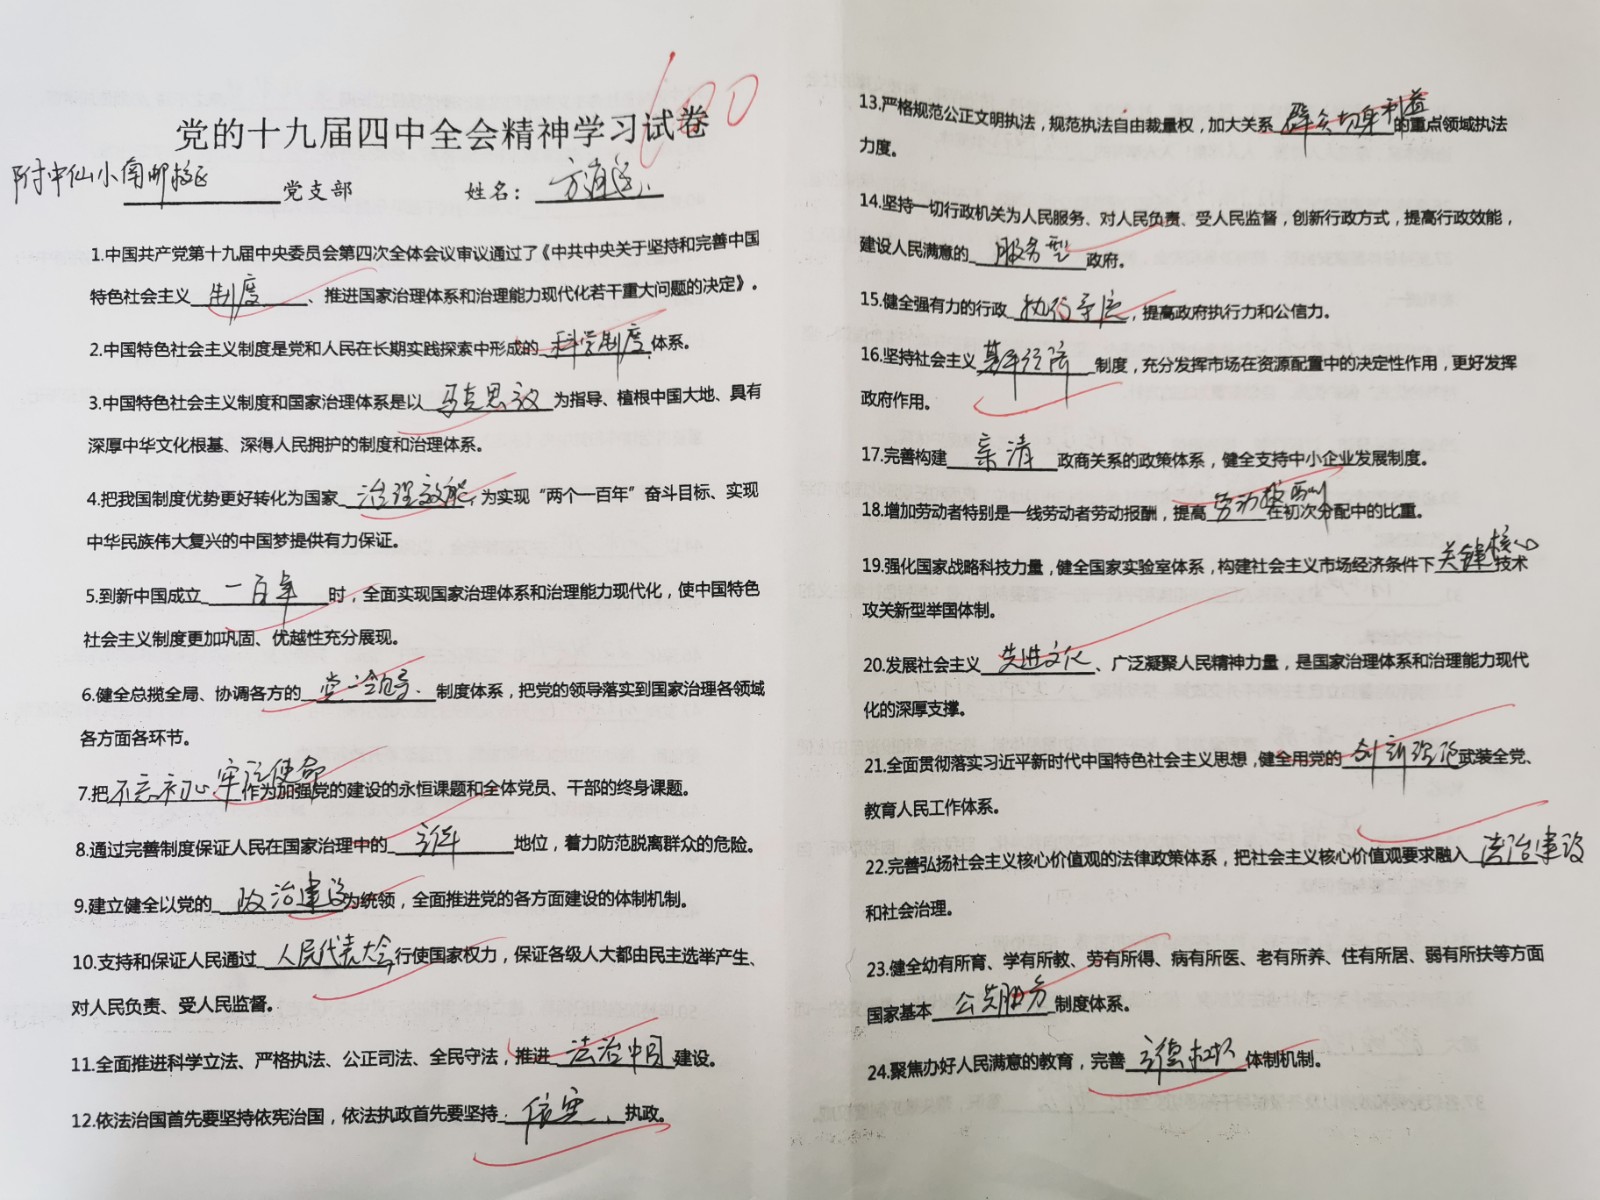 100
党的十九届四中全会精神学习试卷
附中仙小南邮校区 党支部 姓名：方
1.中国共产党第十九届中央委员会第四次全体会议审议通过了《中共中央关于坚持和完善中国
特色社会主义 制度 、推进国家治理体系和治理能力现代化若干重大问题的决定》。
2.中国特色社会主义制度是党和人民在长期实践探索中形成的 科学制度 体系。
3.中国特色社会主义制度和国家治理体系是以 马克思主义 为指导、植根中国大地、具有
深厚中华文化根基、深得人民拥护的制度和治理体系。
4.把我国制度优势更好转化为国家 治理效能 ，为实现“两个一百年”奋斗目标、实现
中华民族伟大复兴的中国梦提供有力保证。
5.到新中国成立 一百年 时，全面实现国家治理体系和治理能力现代化，使中国特色
社会主义制度更加巩固、优越性充分展现。
6.健全总揽全局、协调各方的 党的领导 制度体系，把党的领导落实到国家治理各领域
各方面各环节。
7.把 不忘初心 牢记使命 作为加强党的建设的永恒课题和全体党员、干部的终身课题。
8.通过完善制度保证人民在国家治理中的 主体 地位，着力防范脱离群众的危险。
9.建立健全以党的 政治建设 为统领，全面推进党的各方面建设的体制机制。
10.支持和保证人民通过 人民代表大会 行使国家权力，保证各级人大都由民主选举产生、
对人民负责、受人民监督。
11.全面推进科学立法、严格执法、公正司法、全民守法，推进 法治中国 建设。
12.依法治国首先要坚持依宪治国，依法执政首先要坚持 依宪 执政。
13.严格规范公正文明执法，规范执法自由裁量权，加大关系 群众切身利益 的重点领域执法
力度。
14.坚持一切行政机关为人民服务、对人民负责、受人民监督，创新行政方式，提高行政效能，
建设人民满意的 服务型 政府。
15.健全强有力的行政 执行系统 ，提高政府执行力和公信力。
16.坚持社会主义 基本经济 制度，充分发挥市场在资源配置中的决定性作用，更好发挥
政府作用。
17.完善构建 亲清 政商关系的政策体系，健全支持中小企业发展制度。
18.增加劳动者特别是一线劳动者劳动报酬，提高 劳动报酬 在初次分配中的比重。
19.强化国家战略科技力量，健全国家实验室体系，构建社会主义市场经济条件下 关键核心 技术
攻关新型举国体制。
20.发展社会主义 先进文化 、广泛凝聚人民精神力量，是国家治理体系和治理能力现代
化的深厚支撑。
21.全面贯彻落实习近平新时代中国特色社会主义思想，健全用党的 创新理论 武装全党、
教育人民工作体系。
22.完善弘扬社会主义核心价值观的法律政策体系，把社会主义核心价值观要求融入 法治建设
和社会治理。
23.健全幼有所育、学有所教、劳有所得、病有所医、老有所养、住有所居、弱有所扶等方面
国家基本 公共服务 制度体系。
24.聚焦办好人民满意的教育，完善 立德树人 体制机制。